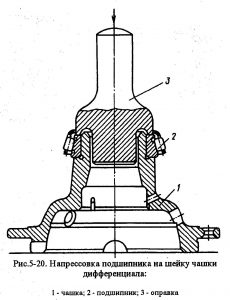 3
2
1
Рис.5-20. Напрессовка подшипника на шейку чашки
дифференциала:
1 - чашка; 2 - подшипник; 3 - оправка